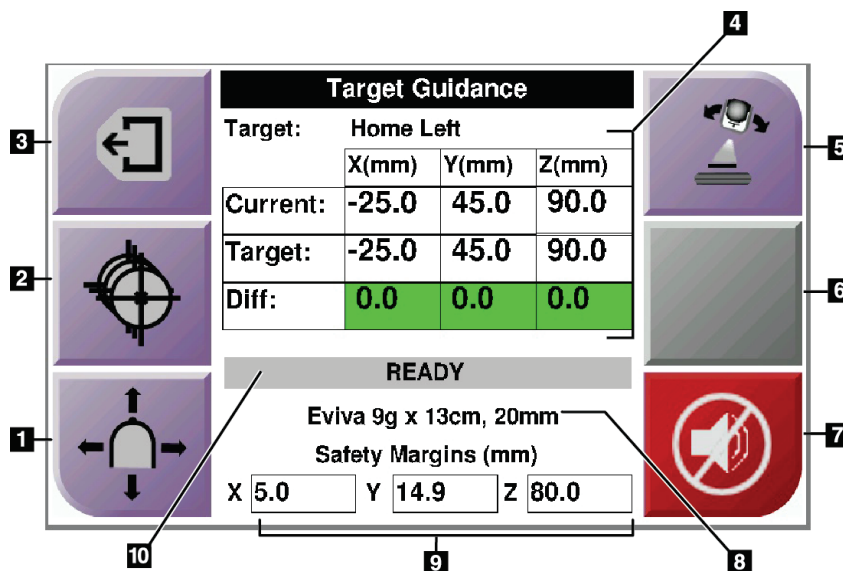 4
Target Guidance
3
Target: Home Left
5
X(mm) Y(mm) Z(mm)
Current: -25.0 45.0 90.0
2
Target: -25.0 45.0 90.0
6
Diff: 0.0 0.0 0.0
READY
Eviva 9g x 13cm, 20mm
1
7
Safety Margins (mm)
X 5.0 Y 14.9 Z 80.0
10
9
8